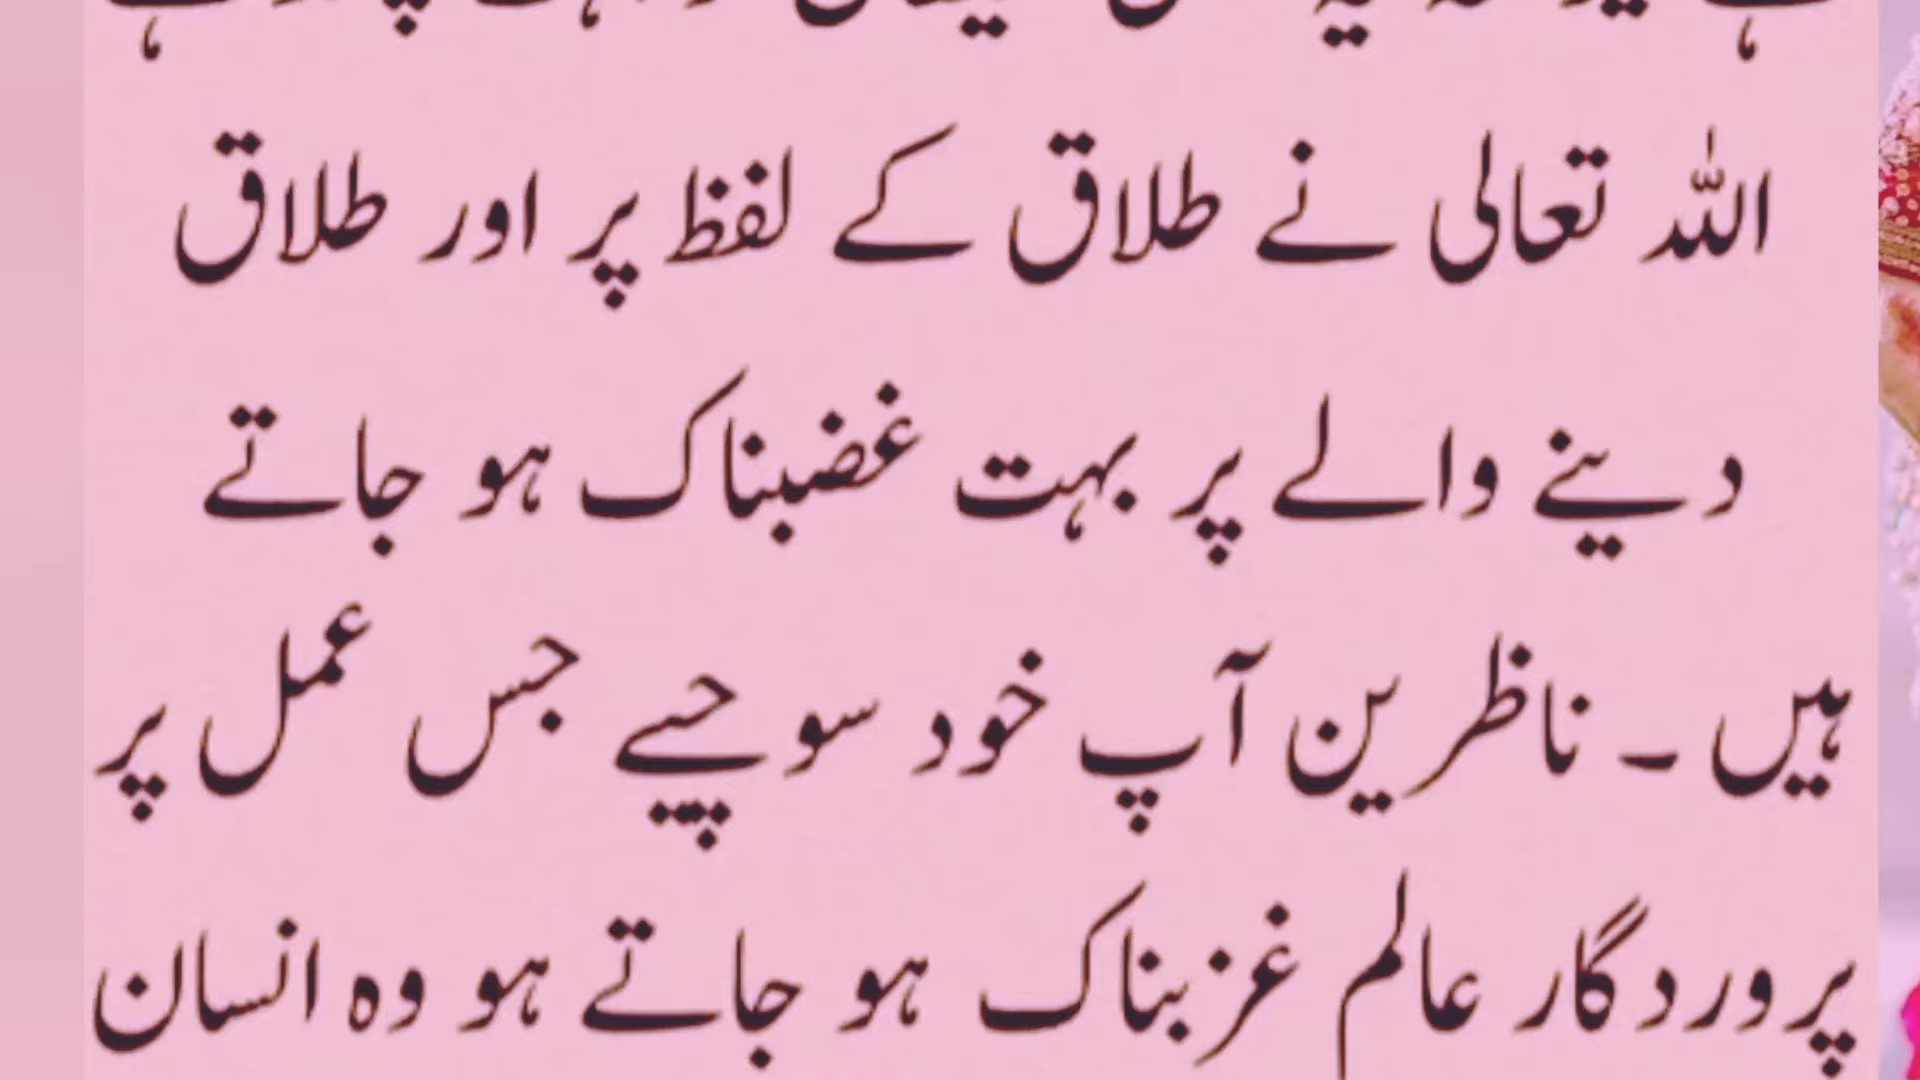 اللہ تعالی نے طلاق کے لفظ پر اور طلاق
دینے والے پر بہت غضبناک ہو جاتے
ہیں ۔ ناظرین آپ خود سوچیے جس عمل پر
پروردگار عالم غزبناک ہو جاتے ہو وہ انسان